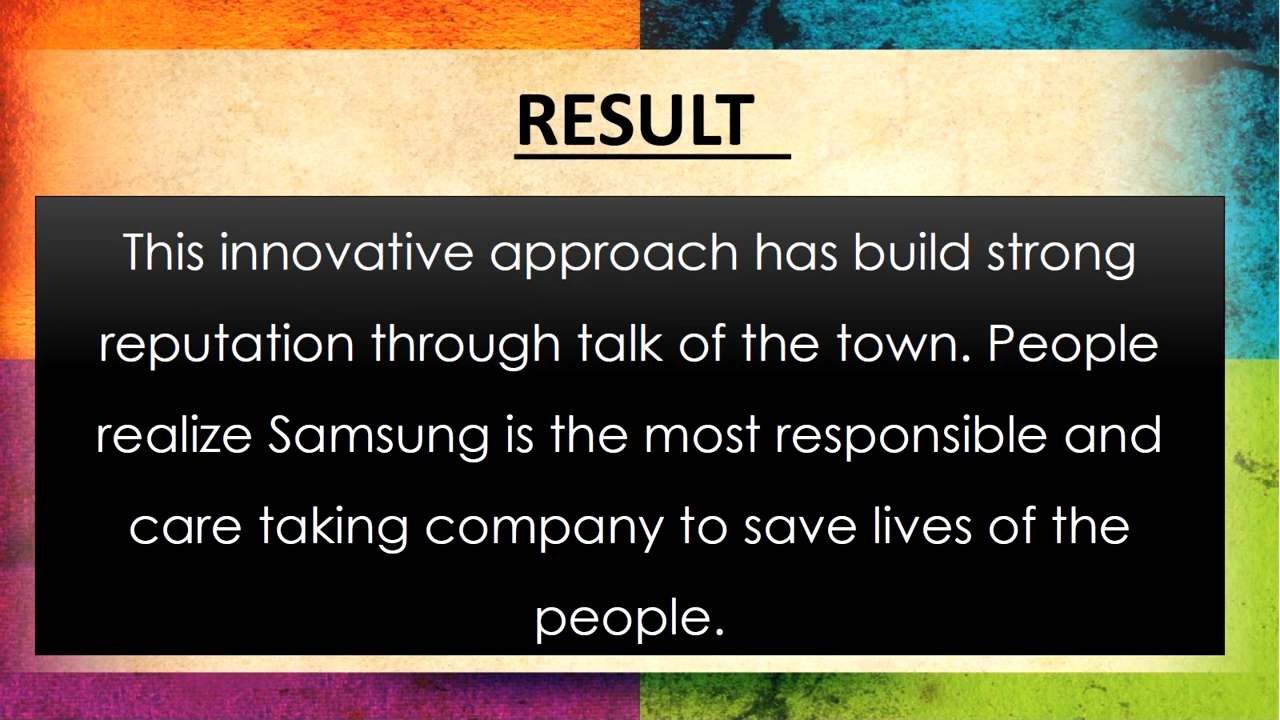 RESULT
This innovative approach has build strong
reputation through talk of the town. People
realize Samsung is the most responsible and
care taking company to save lives of the
people.